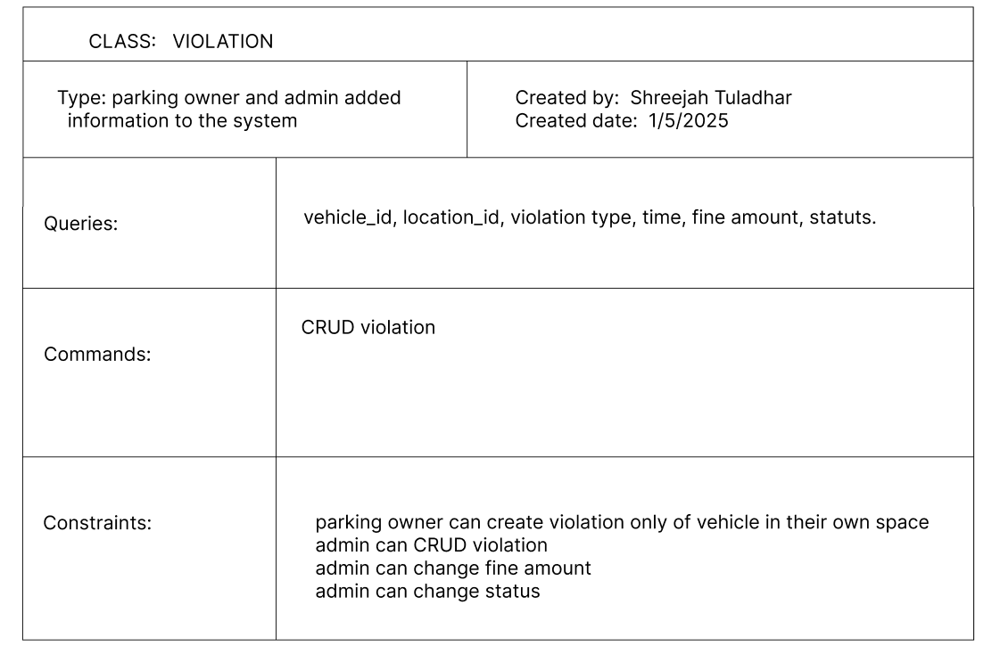 CLASS: VIOLATION
Type: parking owner and admin added
information to the system
Created by: Shreejah Tuladhar
Created date: 1/5/2025
Queries:
vehicle_id, location_id, violation type, time, fine amount, statuts.
Commands:
CRUD violation
Constraints:
parking owner can create violation only of vehicle in their own space
admin can CRUD violation
admin can change fine amount
admin can change status